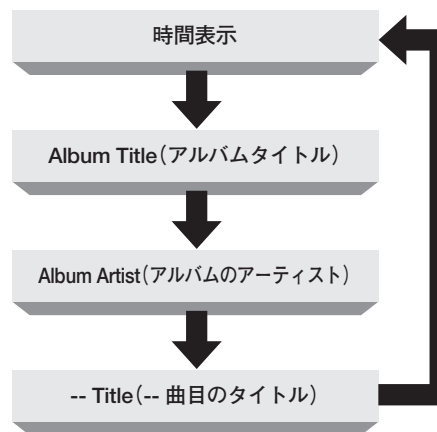 時間表示
Album Title(アルバムタイトル)
Album Artist(アルバムのアーティスト)
-- Title(-- 曲目のタイトル)